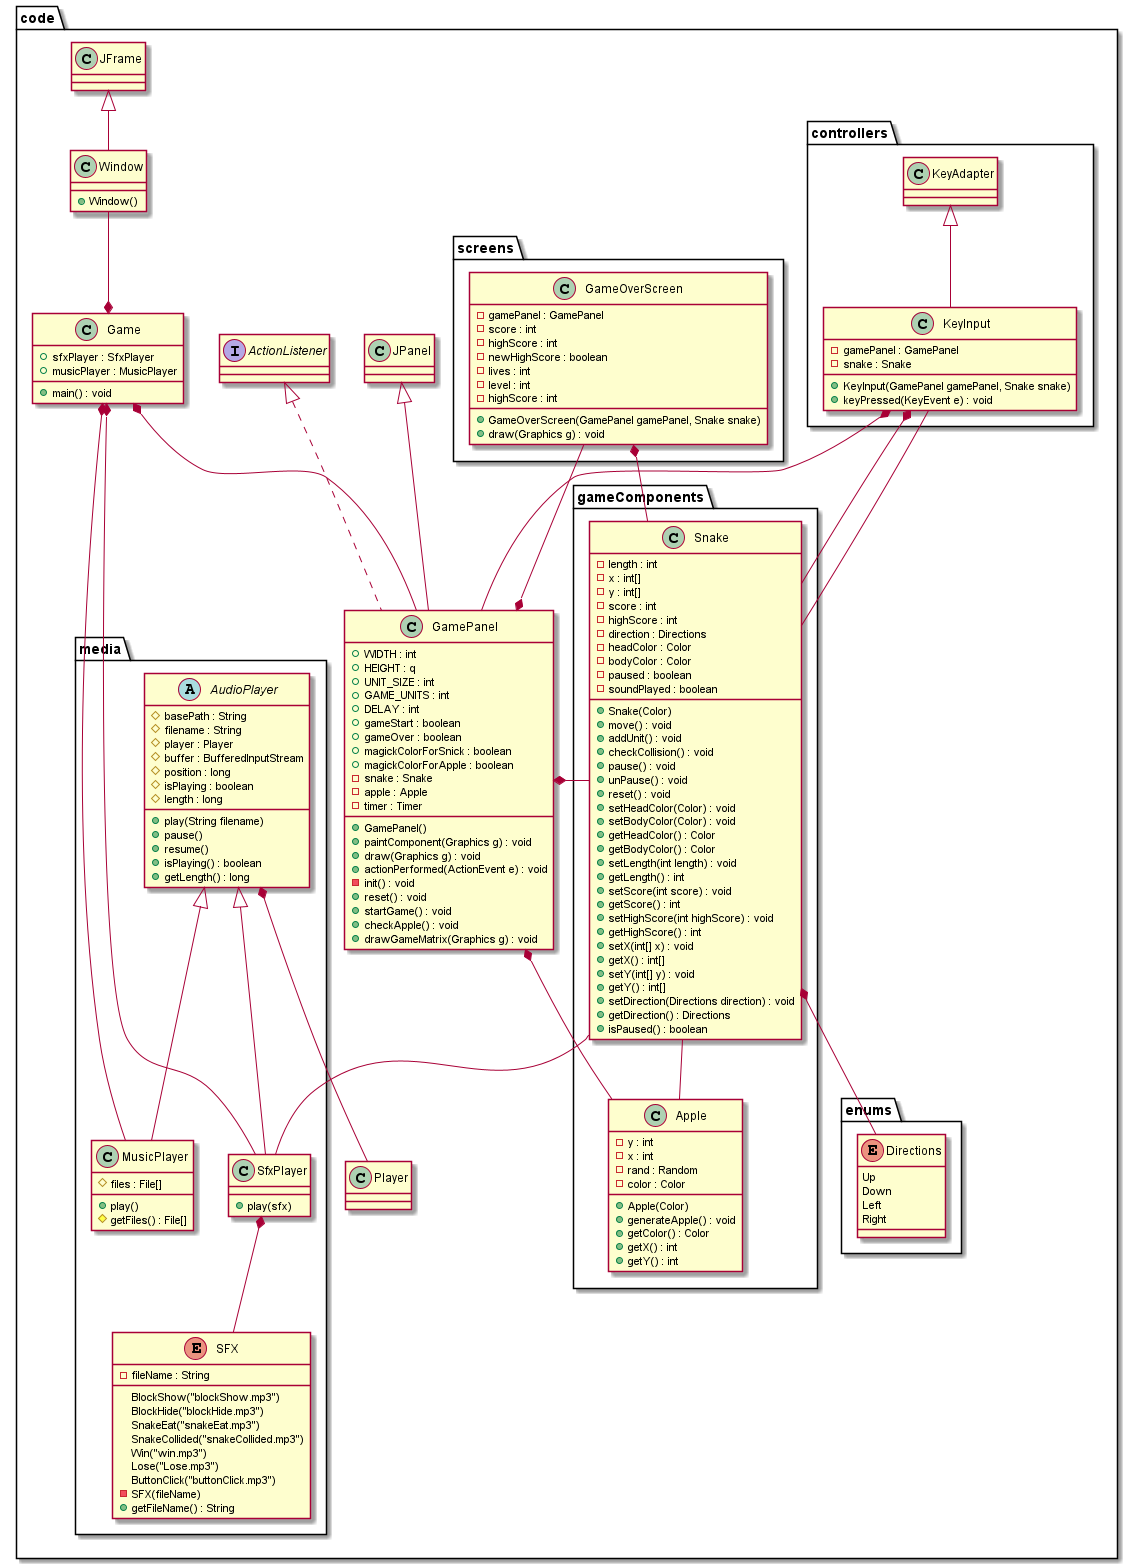 code
C JFrame
C Window
Window()
C Game
sfxPlayer : SfxPlayer
musicPlayer : MusicPlayer
main() : void
I ActionListener
C JPanel
screens
C GameOverScreen
gamePanel : GamePanel
score : int
highScore : int
newHighScore : boolean
lives : int
level : int
highScore : int
GameOverScreen(GamePanel gamePanel, Snake snake)
draw(Graphics g) : void
controllers
C KeyAdapter
C KeyInput
gamePanel : GamePanel
snake : Snake
KeyInput(GamePanel gamePanel, Snake snake)
keyPressed(KeyEvent e) : void
gameComponents
C Snake
length : int
x : int[]
y : int[]
score : int
highScore : int
direction : Directions
headColor : Color
bodyColor : Color
paused : boolean
soundPlayed : boolean
Snake(Color)
move() : void
addUnit() : void
checkCollision() : void
pause() : void
unPause() : void
reset() : void
setHeadColor(Color) : void
setBodyColor(Color) : void
getHeadColor() : Color
getBodyColor() : Color
setLength(int length) : void
getLength() : int
setScore(int score) : void
getScore() : int
setHighScore(int highScore) : void
getHighScore() : int
setX(int[] x) : void
getX() : int[]
setY(int[] y) : void
getY() : int[]
setDirection(Directions direction) : void
getDirection() : Directions
isPaused() : boolean
C GamePanel
WIDTH : int
HEIGHT : q
UNIT_SIZE : int
GAME_UNITS : int
DELAY : int
gameStart : boolean
gameOver : boolean
magickColorForSnick : boolean
magickColorForApple : boolean
snake : Snake
apple : Apple
timer : Timer
GamePanel()
paintComponent(Graphics g) : void
draw(Graphics g) : void
actionPerformed(ActionEvent e) : void
init() : void
reset() : void
startGame() : void
checkApple() : void
drawGameMatrix(Graphics g) : void
media
A AudioPlayer
basePath : String
filename : String
player : Player
buffer : BufferedInputStream
position : long
isPlaying : boolean
length : long
play(String filename)
pause()
resume()
isPlaying() : boolean
getLength() : long
C MusicPlayer
files : File[]
play()
getFiles() : File[]
C SfxPlayer
play(sfx)
C Player
C Apple
y : int
x : int
rand : Random
color : Color
Apple(Color)
generateApple() : void
getColor() : Color
getX() : int
getY() : int
enums
E Directions
Up
Down
Left
Right
E SFX
fileName : String
BlockShow("blockShow.mp3")
BlockHide("blockHide.mp3")
SnakeEat("snakeEat.mp3")
SnakeCollided("snakeCollided.mp3")
Win("win.mp3")
Lose("Lose.mp3")
ButtonClick("buttonClick.mp3")
SFX(fileName)
getFileName() : String